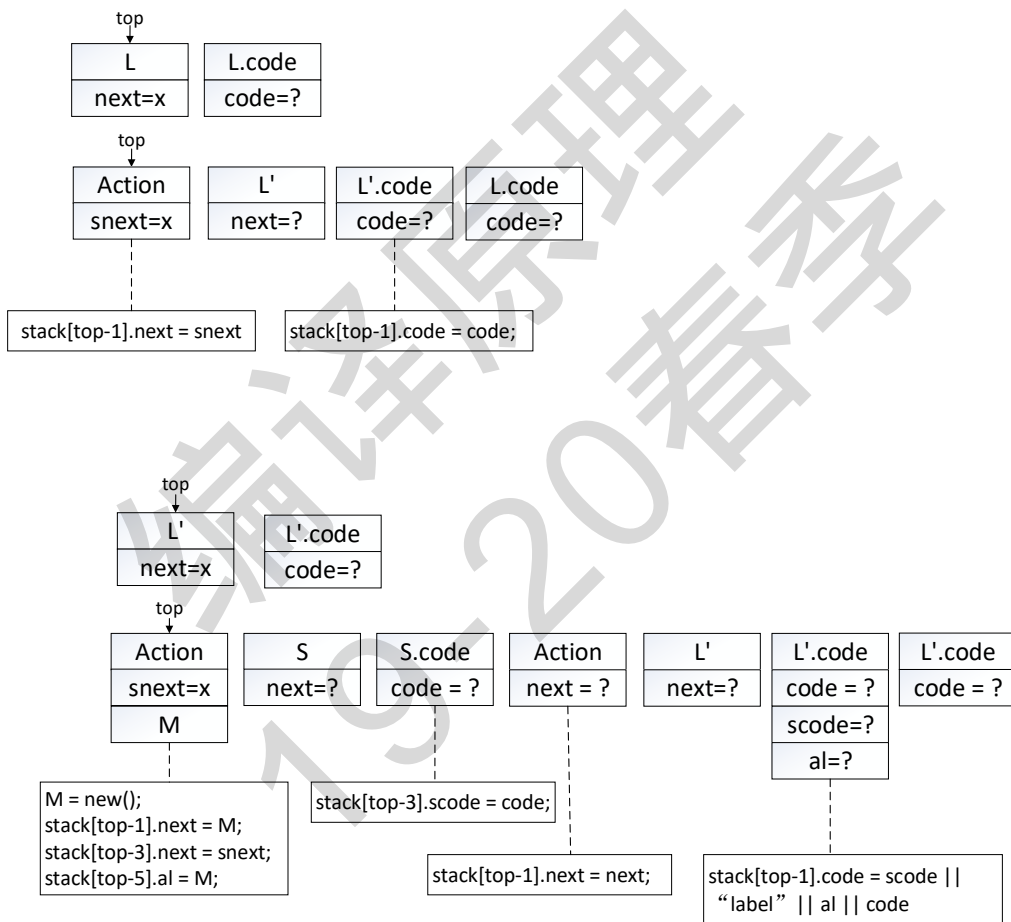 top
L L.code
next=x code=?
top
Action L' L'.code L.code
snext=x next=? code=? code=?
stack[top-1].next = snext stack[top-1].code = code;
top
L' L'.code
next=x code=?
top
Action S S.code Action L' L'.code L'.code
snext=x next=? code = ? next = ? next=? code = ? code = ?
M scode=?
al=?
M = new();
stack[top-1].next = M;
stack[top-3].next = snext;
stack[top-5].al = M;
stack[top-3].scode = code;
stack[top-1].next = next;
stack[top-1].code = scode ||
“label” || al || code
编译原理
19-20春季